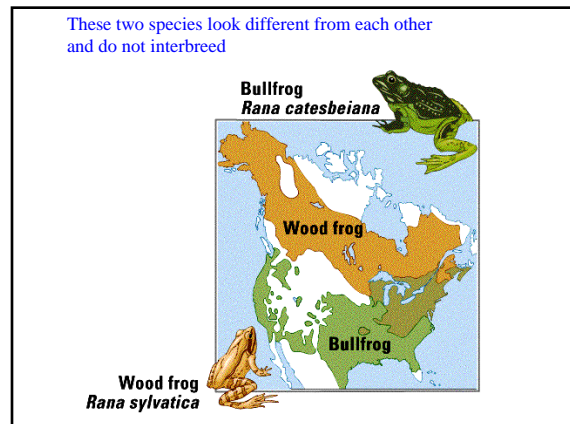 These two species look different from each other
and do not interbreed
Bullfrog
Rana catesbeiana
Wood frog
Bullfrog
Wood frog
Rana sylvatica